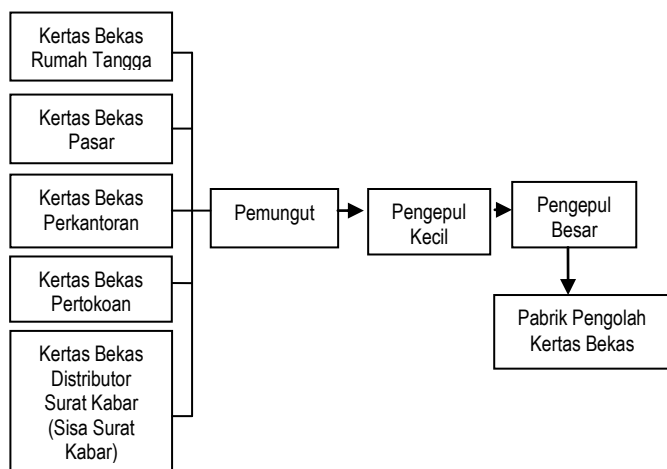 Kertas Bekas
Rumah Tangga
Kertas Bekas
Pasar
Kertas Bekas
Perkantoran
Kertas Bekas
Pertokoan
Kertas Bekas
Distributor
Surat Kabar
(Sisa Surat
Kabar)
Pemungut
Pengepul
Kecil
Pengepul
Besar
Pabrik Pengolah
Kertas Bekas